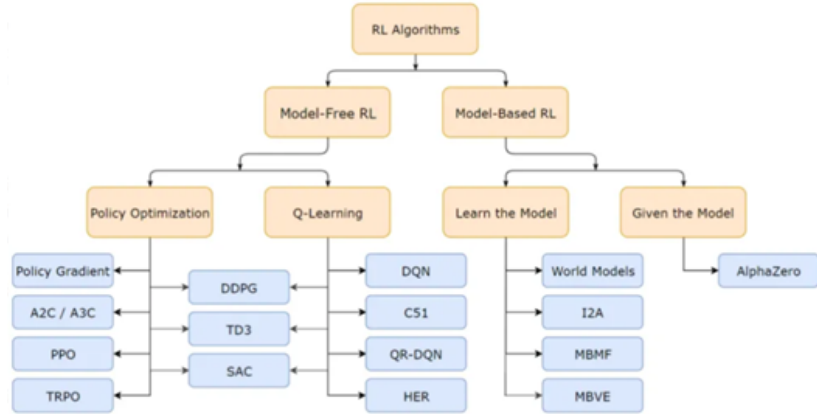 RL Algorithms
Model-Free RL
Model-Based RL
Policy Optimization
Q-Learning
Learn the Model
Given the Model
Policy Gradient
DDPG
DQN
World Models
AlphaZero
A2C / A3C
TD3
C51
I2A
PPO
SAC
QR-DQN
MBMF
TRPO
HER
MBVE